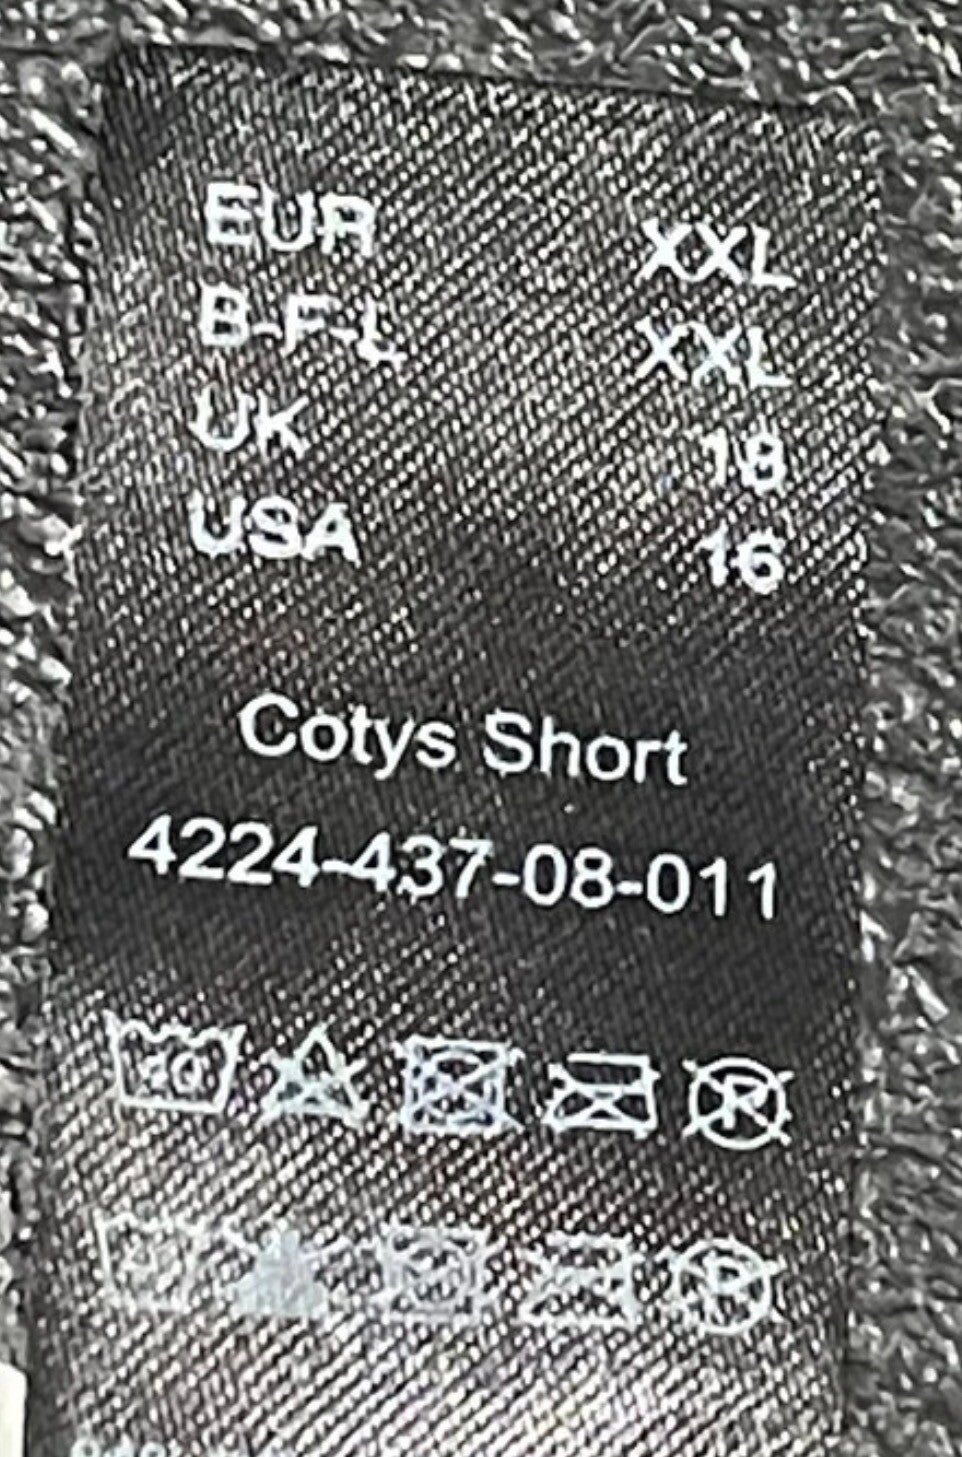 EUR XXL
B-F-L XXL
UK 18
USA 16
Cotys Short
4224-437-08-011